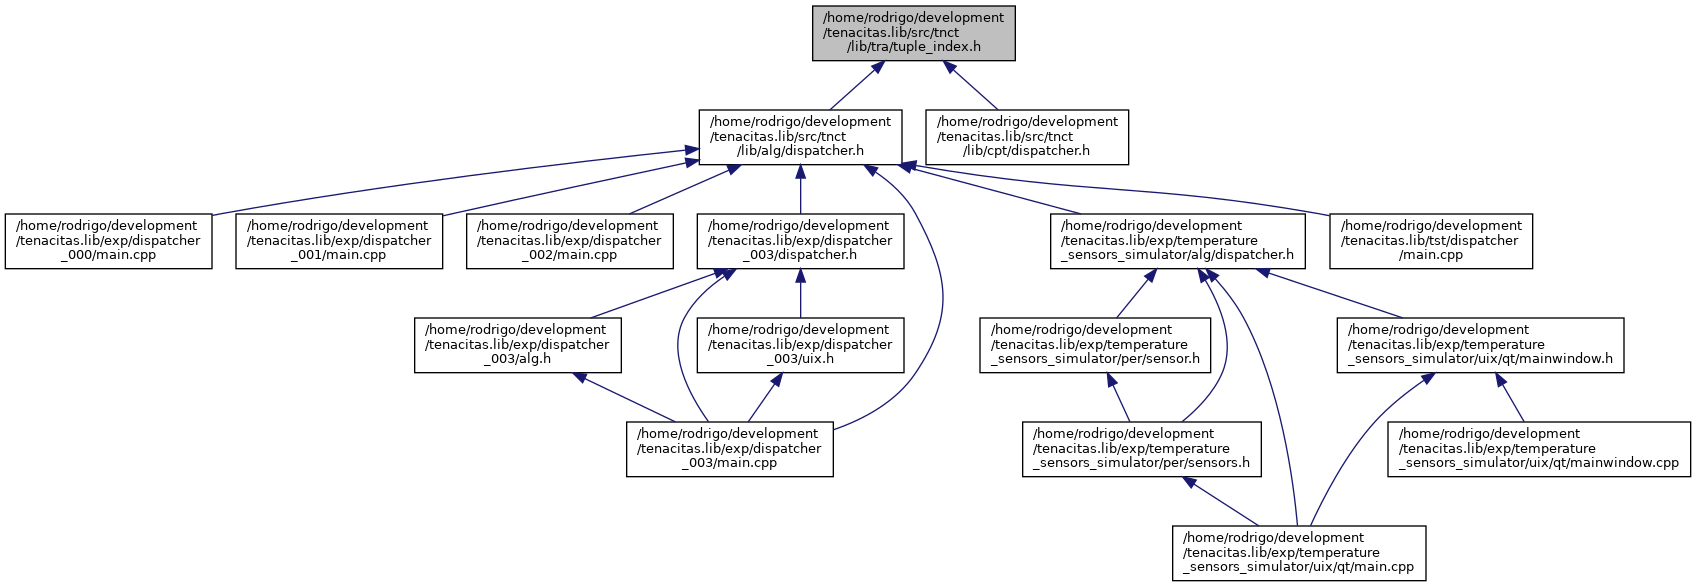 /home/rodrigo/development
/tenacitas.lib/src/tnct
/lib/tra/tuple_index.h
/home/rodrigo/development
/tenacitas.lib/src/tnct
/lib/alg/dispatcher.h
/home/rodrigo/development
/tenacitas.lib/src/tnct
/lib/cpt/dispatcher.h
/home/rodrigo/development
/tenacitas.lib/exp/dispatcher
_000/main.cpp
/home/rodrigo/development
/tenacitas.lib/exp/dispatcher
_001/main.cpp
/home/rodrigo/development
/tenacitas.lib/exp/dispatcher
_002/main.cpp
/home/rodrigo/development
/tenacitas.lib/exp/dispatcher
_003/dispatcher.h
/home/rodrigo/development
/tenacitas.lib/exp/temperature
_sensors_simulator/alg/dispatcher.h
/home/rodrigo/development
/tenacitas.lib/tst/dispatcher
/main.cpp
/home/rodrigo/development
/tenacitas.lib/exp/dispatcher
_003/alg.h
/home/rodrigo/development
/tenacitas.lib/exp/dispatcher
_003/uix.h
/home/rodrigo/development
/tenacitas.lib/exp/temperature
_sensors_simulator/per/sensor.h
/home/rodrigo/development
/tenacitas.lib/exp/temperature
_sensors_simulator/uix/qt/mainwindow.h
/home/rodrigo/development
/tenacitas.lib/exp/dispatcher
_003/main.cpp
/home/rodrigo/development
/tenacitas.lib/exp/temperature
_sensors_simulator/per/sensors.h
/home/rodrigo/development
/tenacitas.lib/exp/temperature
_sensors_simulator/uix/qt/mainwindow.cpp
/home/rodrigo/development
/tenacitas.lib/exp/temperature
_sensors_simulator/uix/qt/main.cpp